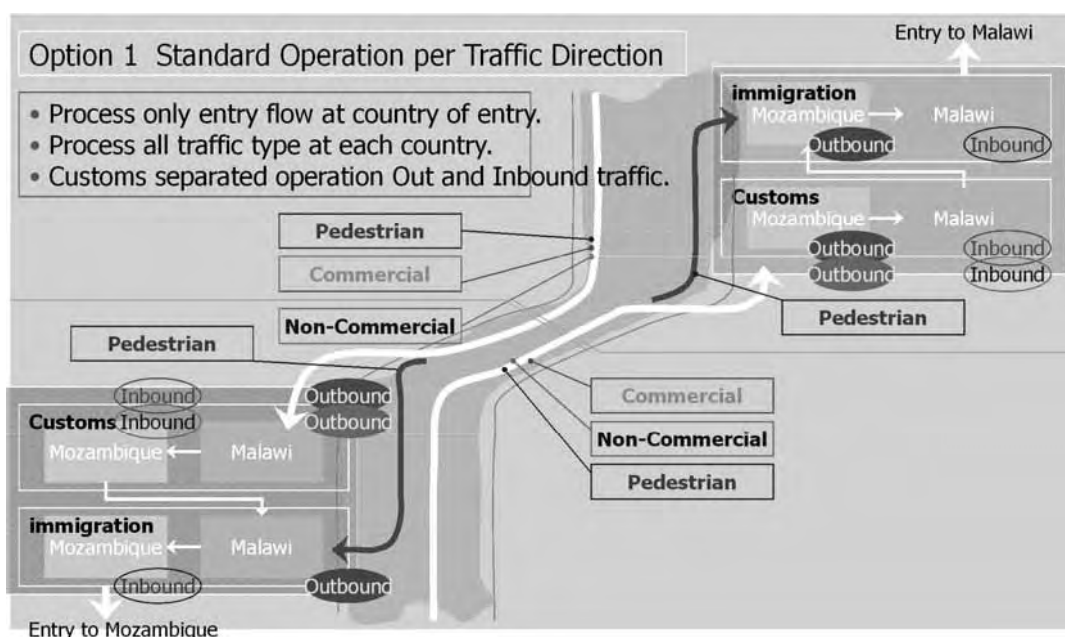 Option 1 Standard Operation per Traffic Direction
• Process only entry flow at country of entry.
• Process all traffic type at each country.
• Customs separated operation Out and Inbound traffic.
Entry to Malawi
immigration
Mozambique
Malawi
Outbound
Inbound
Customs
Mozambique
Malawi
Outbound
Inbound
Outbound
Inbound
Pedestrian
Commercial
Non-Commercial
Pedestrian
Pedestrian
Commercial
Non-Commercial
Pedestrian
Inbound
Outbound
Customs
Inbound
Outbound
Mozambique
Malawi
immigration
Mozambique
Malawi
Inbound
Outbound
Entry to Mozambique